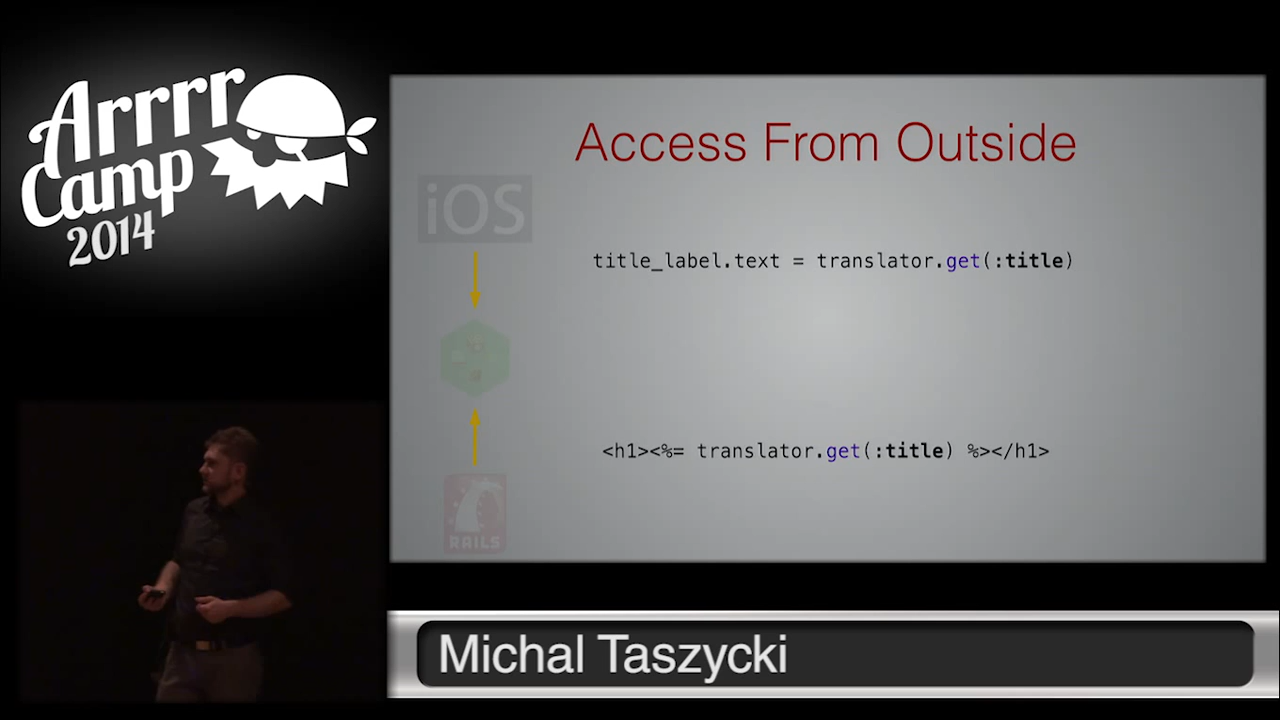 Arrrr
Camp
2014
Access From Outside
iOS
title_label.text = translator.get(:title)
<h1><%= translator.get(:title) %></h1>
RAILS
Michal Taszycki